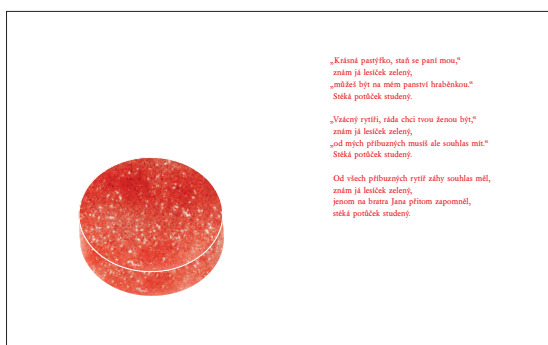 „Krásná pastýřko, staň se paní mou,“
znám já lesíček zelený,
„můžeš být na mém panství hraběnkou.“
Stéká potůček studený.
„Vzácný rytíři, ráda chci tvou ženou být,“
znám já lesíček zelený,
„od mých příbuzných musíš ale souhlas mít.“
Stéká potůček studený.
Od všech příbuzných rytíř záhy souhlas měl,
znám já lesíček zelený,
jenom na bratra Jana přitom zapomněl,
stéká potůček studený.